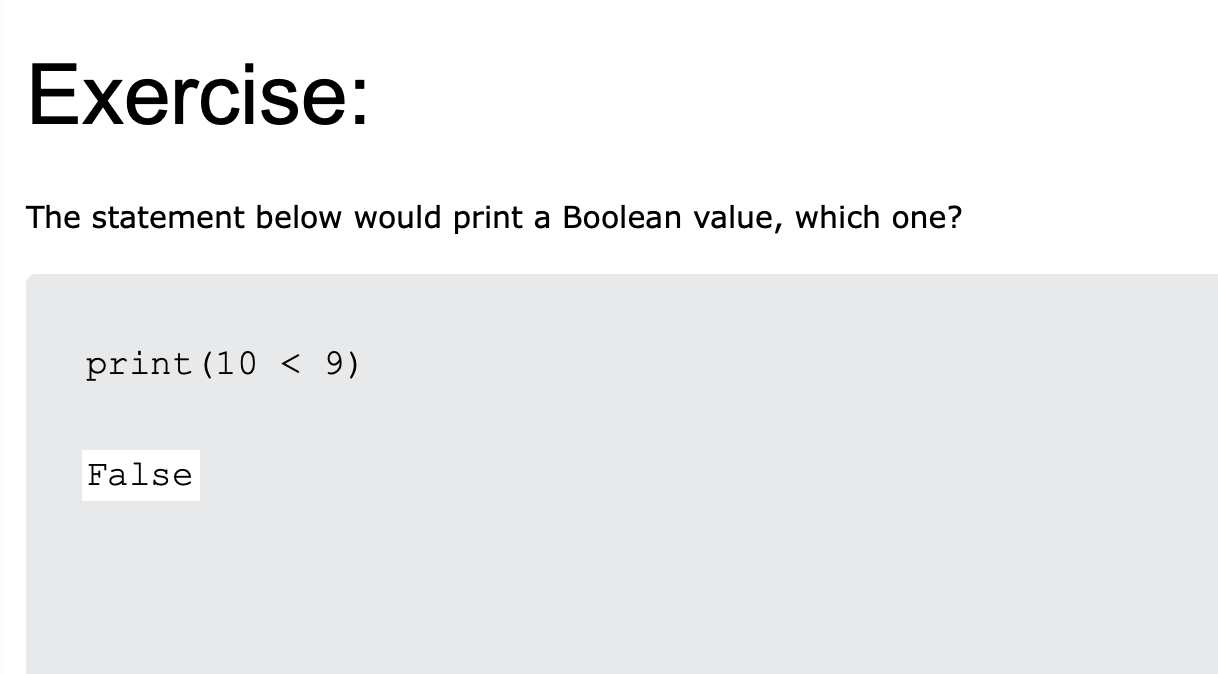 Exercise:
The statement below would print a Boolean value, which one?
print(10 < 9)
False